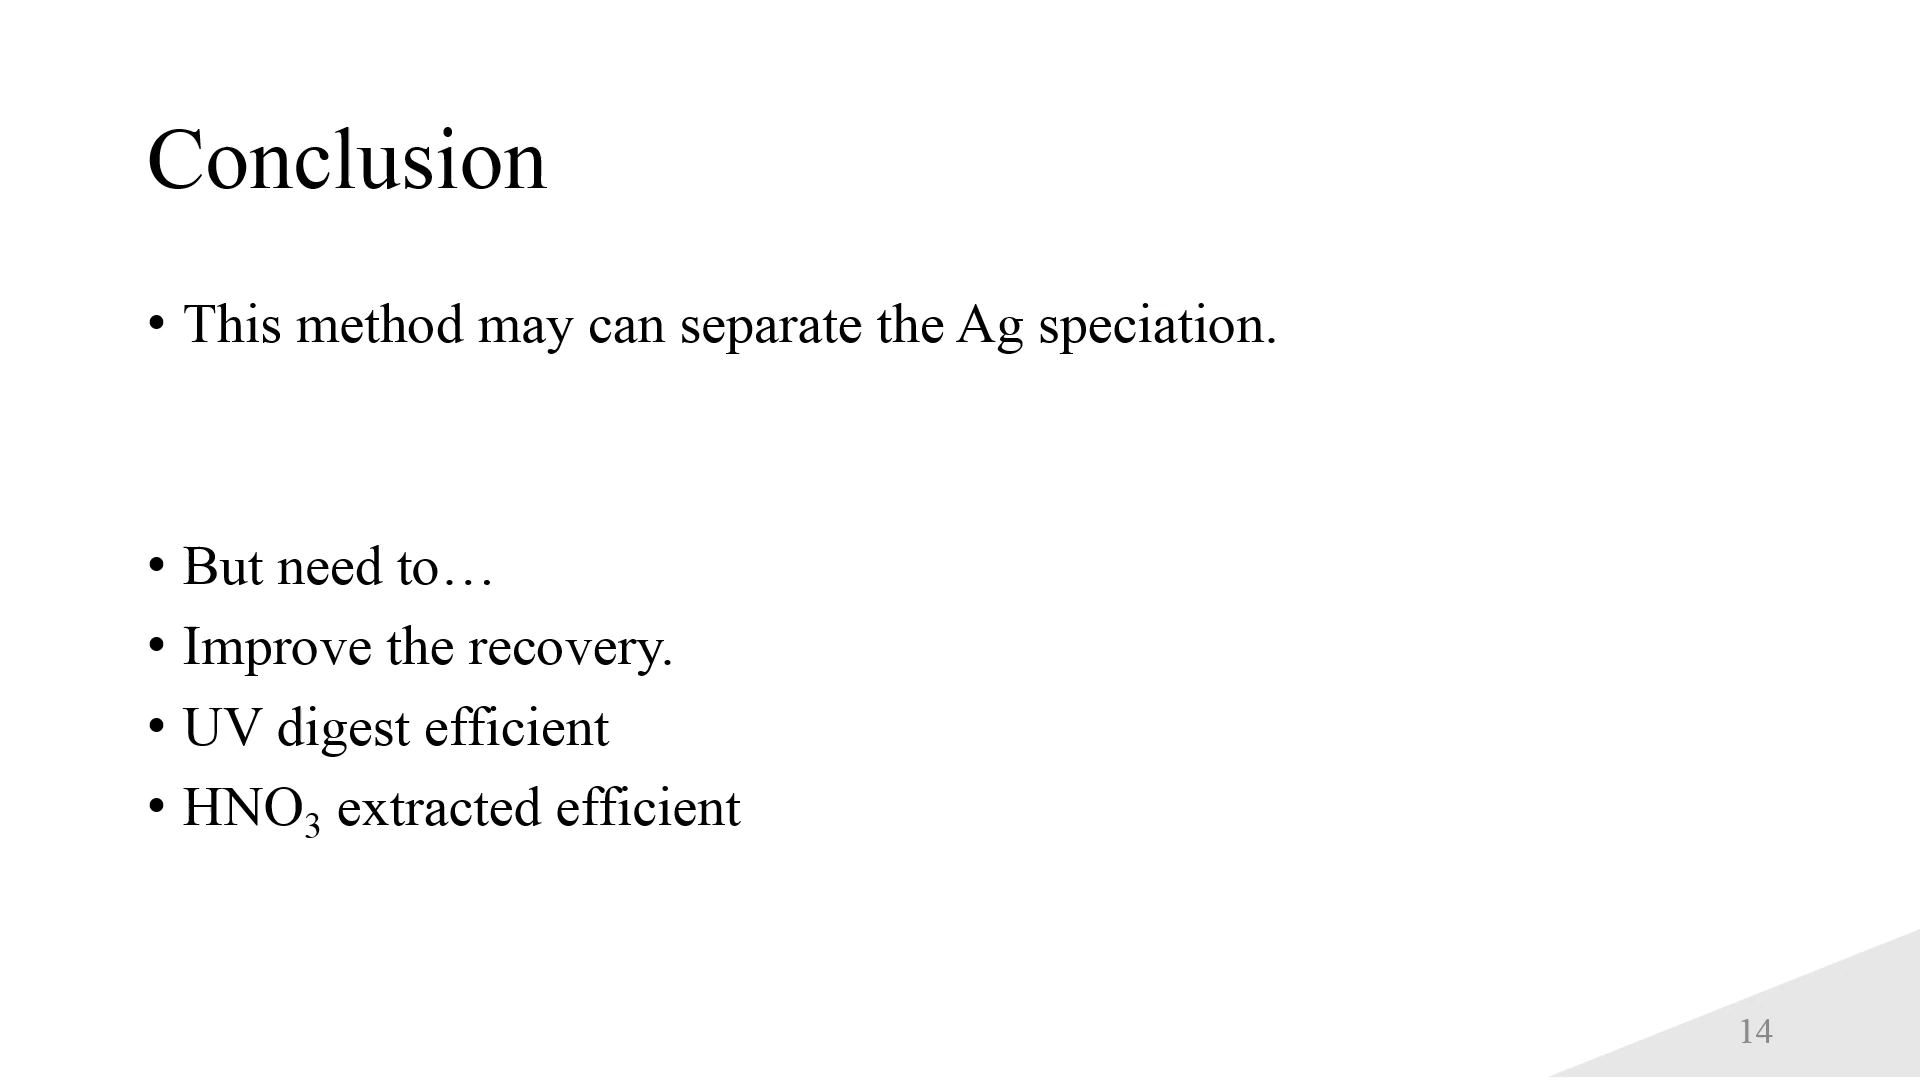 Conclusion
• This method may can separate the Ag speciation.
• But need to…
• Improve the recovery.
• UV digest efficient
• HNO₃ extracted efficient
14